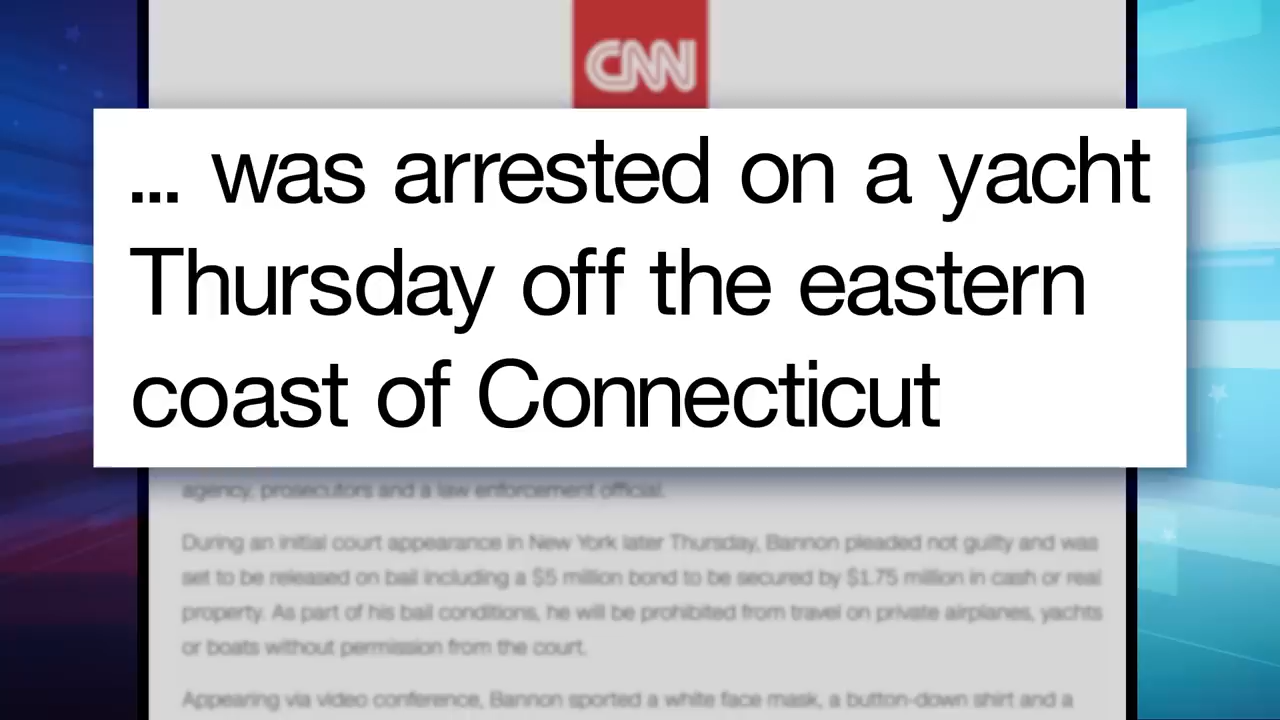 CNN
... was arrested on a yacht
Thursday off the eastern
coast of Connecticut
agency, prosecutors and a law enforcement official.
During an initial court appearance in New York later Thursday, Bannon pleaded not guilty and was
set to be released on bail including a $5 million bond to be secured by $1.75 million in cash or real
property. As part of his bail conditions, he will be prohibited from travel on private airplanes, yachts
or boats without permission from the court.
Appearing via video conference, Bannon sported a white face mask, a button-down shirt and a